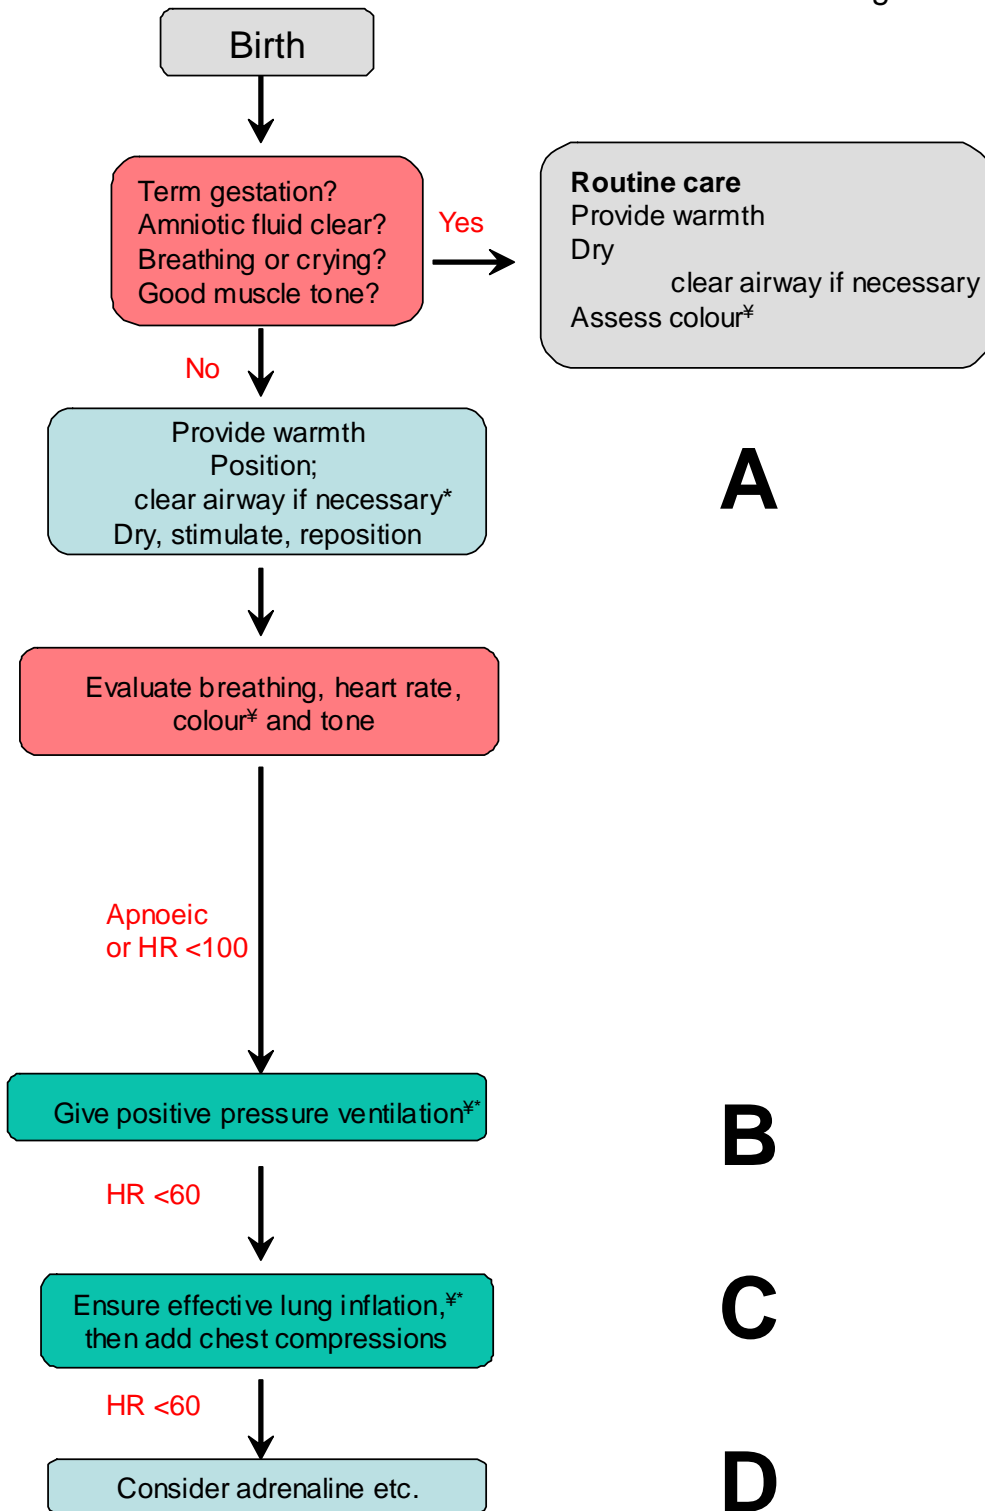 Birth
Term gestation?
Amniotic fluid clear?
Breathing or crying?
Good muscle tone?
Yes
Routine care
Provide warmth
Dry
clear airway if necessary
Assess colour¥
No
Provide warmth
Position;
clear airway if necessary*
Dry, stimulate, reposition
A
Evaluate breathing, heart rate,
colour¥ and tone
Apnoeic
or HR <100
Give positive pressure ventilation¥*
B
HR <60
Ensure effective lung inflation,¥*
then add chest compressions
C
HR <60
Consider adrenaline etc.
D